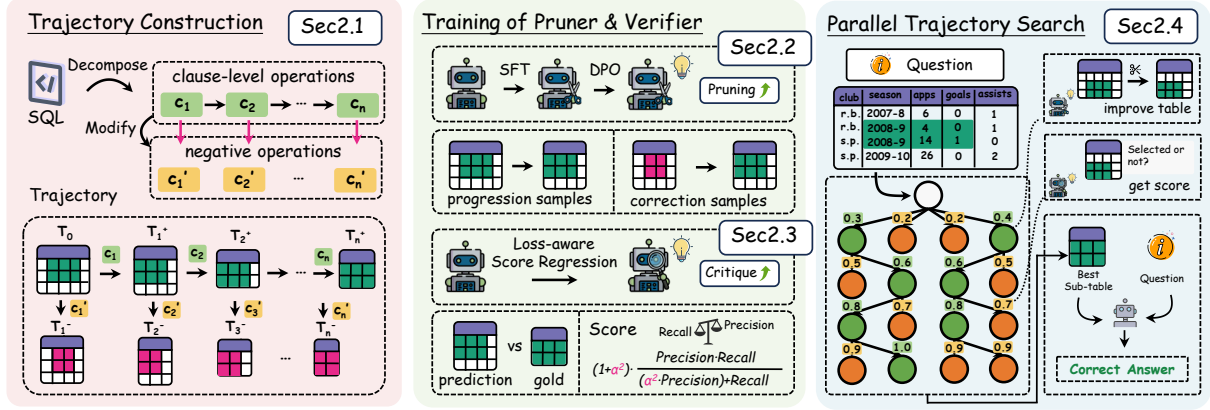 Trajectory Construction
Sec2.1
Decompose
SQL
Modify
clause-level operations
c1 c2 ... cn
negative operations
c1' c2' ... cn'
Trajectory
T0 T1+ T2+ Tn+
c1 c2 ... cn
c1' c2' c3' cn'
T1- T2- T3- Tn-
...
Training of Pruner & Verifier
Sec2.2
SFT DPO
Pruning
progression samples
correction samples
Sec2.3
Loss-aware
Score Regression
Critique
prediction vs gold
Score
Recall Precision
(1+α²)· Precision·Recall
(α²·Precision)+Recall
Parallel Trajectory Search
Sec2.4
Question
club season apps goals assists
r.b. 2007-8 6 0 1
r.b. 2008-9 4 0 1
s.p. 2008-9 14 1 0
s.p. 2009-10 26 0 2
0.3 0.2 0.2 0.4
0.5 0.6 0.6 0.5
0.8 0.7 0.8 0.7
0.9 1.0 0.9 0.9
improve table
Selected or
not?
get score
Best
Sub-table
Question
Correct Answer